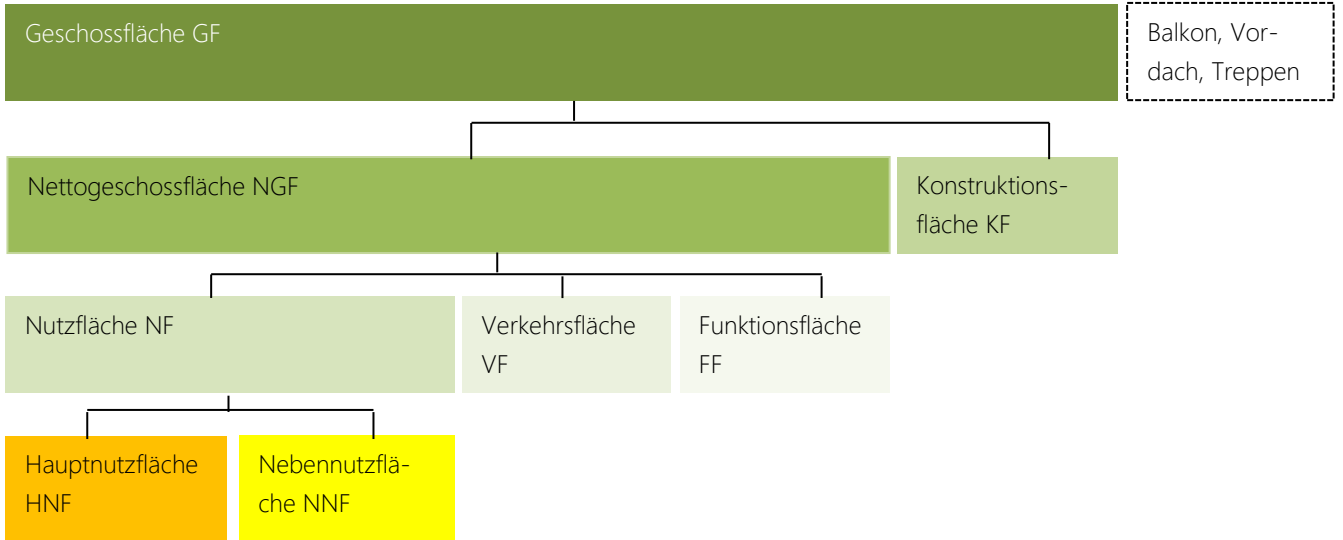 Geschossfläche GF
Balkon, Vor-
dach, Treppen
Nettogeschossfläche NGF
Konstruktions-
fläche KF
Nutzfläche NF
Verkehrsfläche
VF
Funktionsfläche
FF
Hauptnutzfläche
HNF
Nebennutzflä-
che NNF